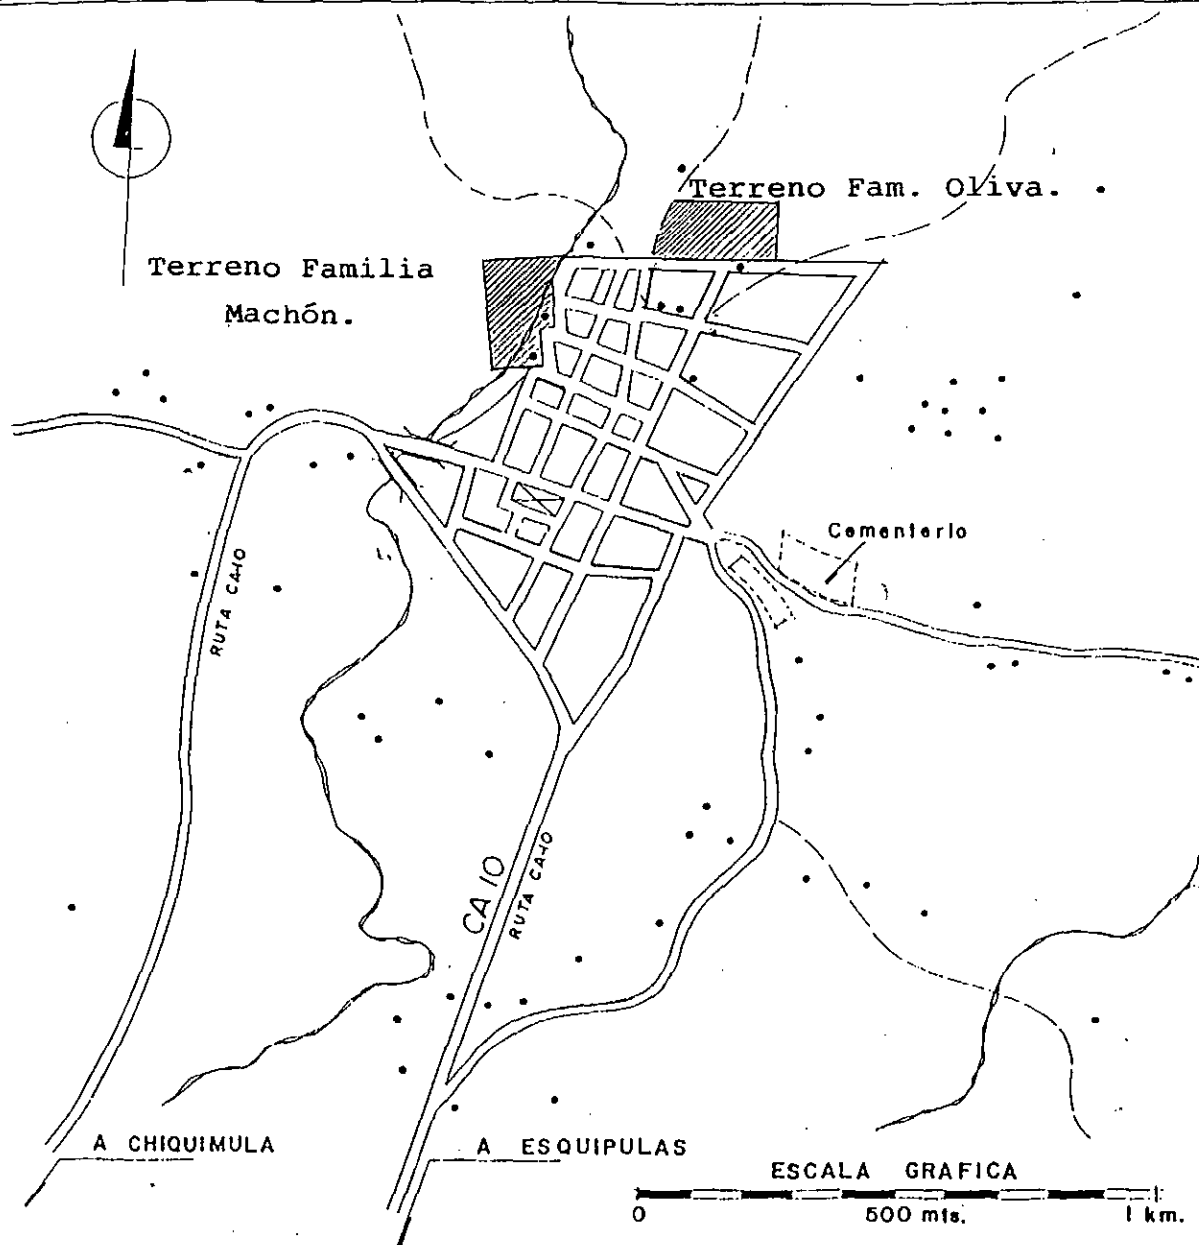 Terreno Fam. Oliva.
Terreno Familia
Machón.
Cementerio
RUTA CA-10
CA 10
RUTA CA-10
A CHIQUIMULA
A ESQUIPULAS
ESCALA GRAFICA
0 500 mts. 1 km.